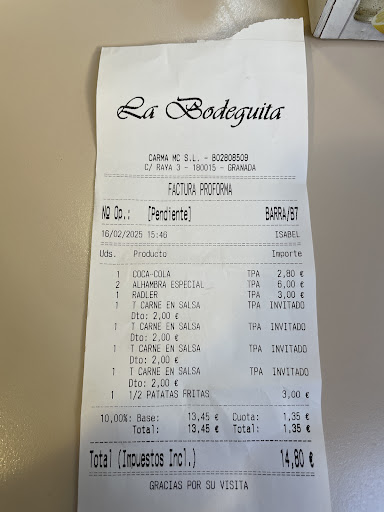 La Bodeguita
CARMA MC S.L. - 802808509
C/ RAYA 3 - 180015 - GRANADA
FACTURA PROFORMA
Nº Op.: [Pendiente] BARRA/B7
16/02/2025 15:46 ISABEL
Uds. Producto Importe
1 COCA-COLA TPA 2,80 €
2 ALHAMBRA ESPECIAL TPA 6,00 €
1 RADLER TPA 3,00 €
1 T CARNE EN SALSA TPA INVITADO
Dto: 2,00 €
1 T CARNE EN SALSA TPA INVITADO
Dto: 2,00 €
1 T CARNE EN SALSA TPA INVITADO
Dto: 2,00 €
1 T CARNE EN SALSA TPA INVITADO
Dto: 2,00 €
1 1/2 PATATAS FRITAS 3,00 €
10,00%: Base: 13,45 € Cuota: 1,35 €
Total: 13,45 € Total: 1,35 €
Total (Impuestos Incl.) 14,80 €
GRACIAS POR SU VISITA